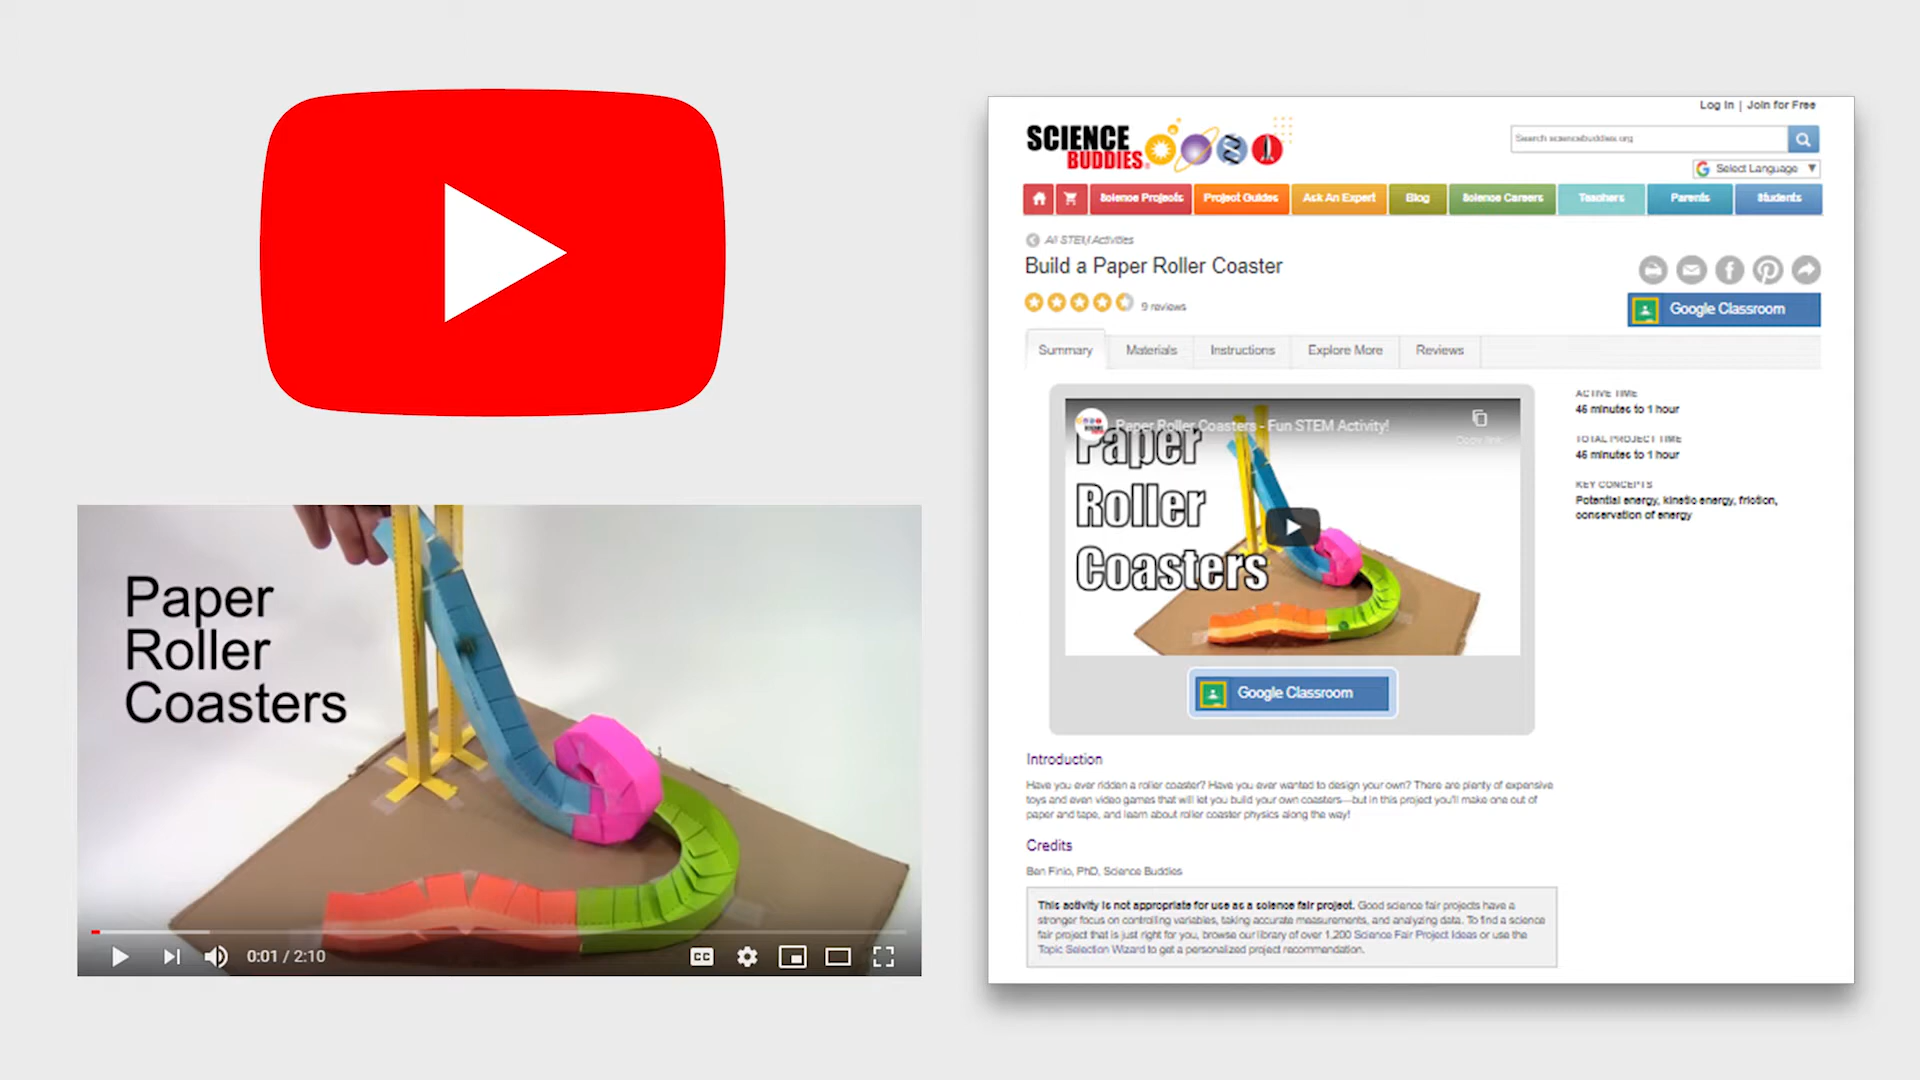 Paper
Roller
Coasters
0:01 / 2:10
CC
Log In | Join for Free
SCIENCE
BUDDIES
Search sciencebuddies.org
Select Language
Science Projects
Project Guides
Ask An Expert
Blog
Science Careers
Teachers
Parents
Students
All STEM Activities
Build a Paper Roller Coaster
9 reviews
Google Classroom
Summary
Materials
Instructions
Explore More
Reviews
Paper Roller Coasters - Fun STEM Activity!
Copy link
Paper
Roller
Coasters
Google Classroom
ACTIVE TIME
45 minutes to 1 hour
TOTAL PROJECT TIME
45 minutes to 1 hour
KEY CONCEPTS
Potential energy, kinetic energy, friction,
conservation of energy
Introduction
Have you ever ridden a roller coaster? Have you ever wanted to design your own? There are plenty of expensive
toys and even video games that will let you build your own coasters—but in this project you'll make one out of
paper and tape, and learn about roller coaster physics along the way!
Credits
Ben Finio, PhD, Science Buddies
This activity is not appropriate for use as a science fair project. Good science fair projects have a
stronger focus on controlling variables, taking accurate measurements, and analyzing data. To find a science
fair project that is just right for you, browse our library of over 1,200 Science Fair Project Ideas or use the
Topic Selection Wizard to get a personalized project recommendation.